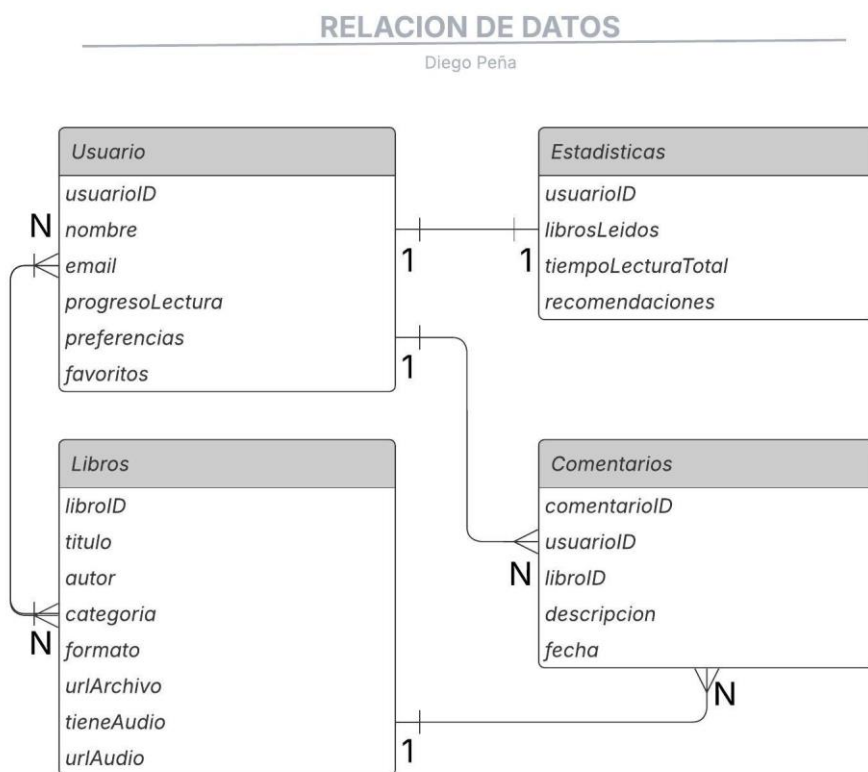 RELACION DE DATOS
Diego Peña
Usuario
usuarioID
nombre
email
progresoLectura
preferencias
favoritos
N
1
1
Estadisticas
usuarioID
librosLeidos
tiempoLecturaTotal
recomendaciones
1
Libros
libroID
titulo
autor
categoria
formato
urlArchivo
tieneAudio
urlAudio
N
1
Comentarios
comentarioID
usuarioID
libroID
descripcion
fecha
N
N